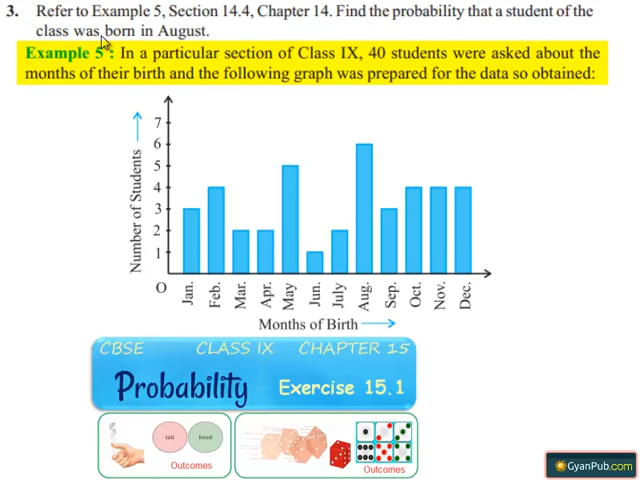 3. Refer to Example 5, Section 14.4, Chapter 14. Find the probability that a student of the
class was born in August.
Example 5 : In a particular section of Class IX, 40 students were asked about the
months of their birth and the following graph was prepared for the data so obtained:
Number of Students
7
6
5
4
3
2
1
O
Jan.
Feb.
Mar.
Apr.
May
Jun.
July
Aug.
Sep.
Oct.
Nov.
Dec.
Months of Birth
CBSE CLASS IX CHAPTER 15
Probability Exercise 15.1
tail head
Outcomes
Outcomes
GyanPub.com